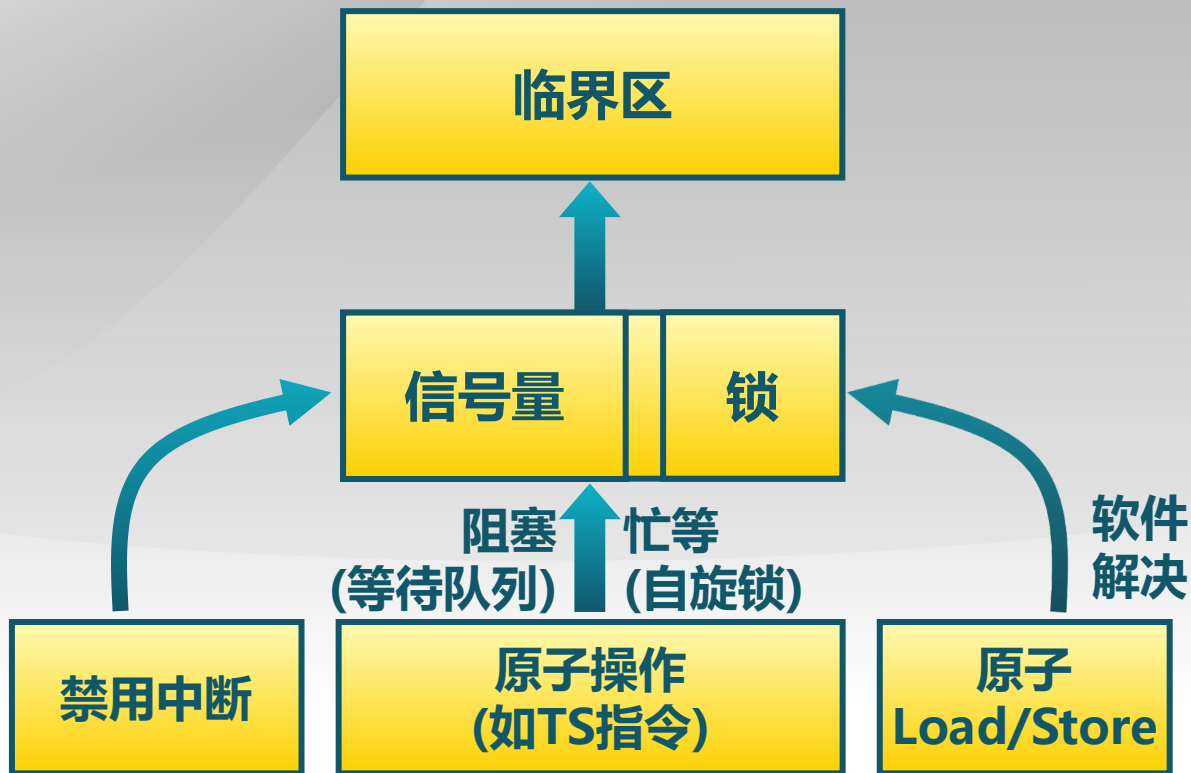 临界区
信号量
锁
阻塞
(等待队列)
忙等
(自旋锁)
软件
解决
禁用中断
原子操作
(如TS指令)
原子
Load/Store